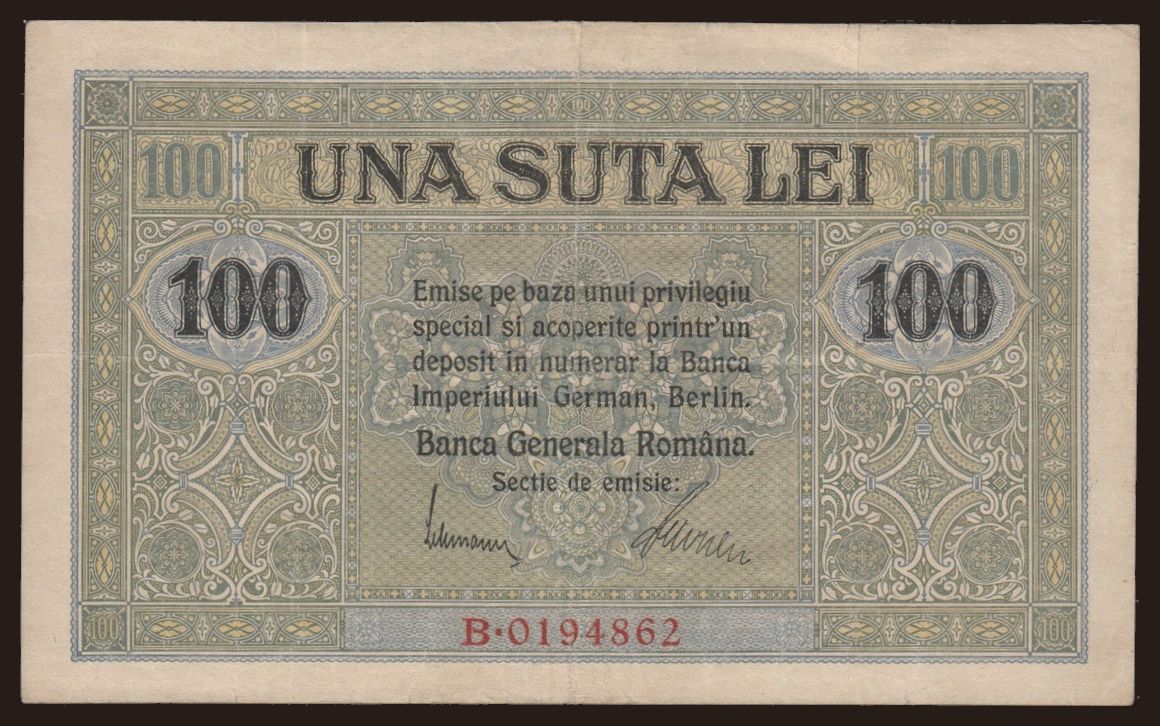 100 UNA SUTA LEI 100
100 100
Emise pe baza unui privilegiu
special si acoperite printr'un
deposit in numerar la Banca
Imperiului German, Berlin.
Banca Generala Româna.
Sectie de emisie:
B·0194862
100 100